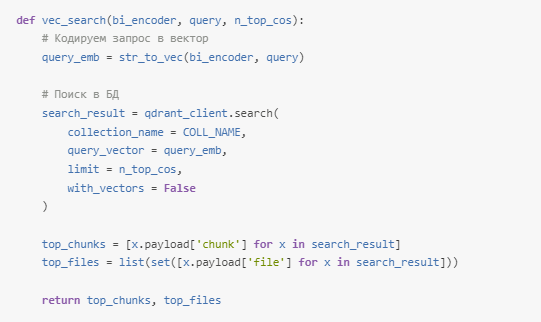 def vec_search(bi_encoder, query, n_top_cos):
    # Кодируем запрос в вектор
    query_emb = str_to_vec(bi_encoder, query)

    # Поиск в БД
    search_result = qdrant_client.search(
        collection_name = COLL_NAME,
        query_vector = query_emb,
        limit = n_top_cos,
        with_vectors = False
    )

    top_chunks = [x.payload['chunk'] for x in search_result]
    top_files = list(set([x.payload['file'] for x in search_result]))

    return top_chunks, top_files